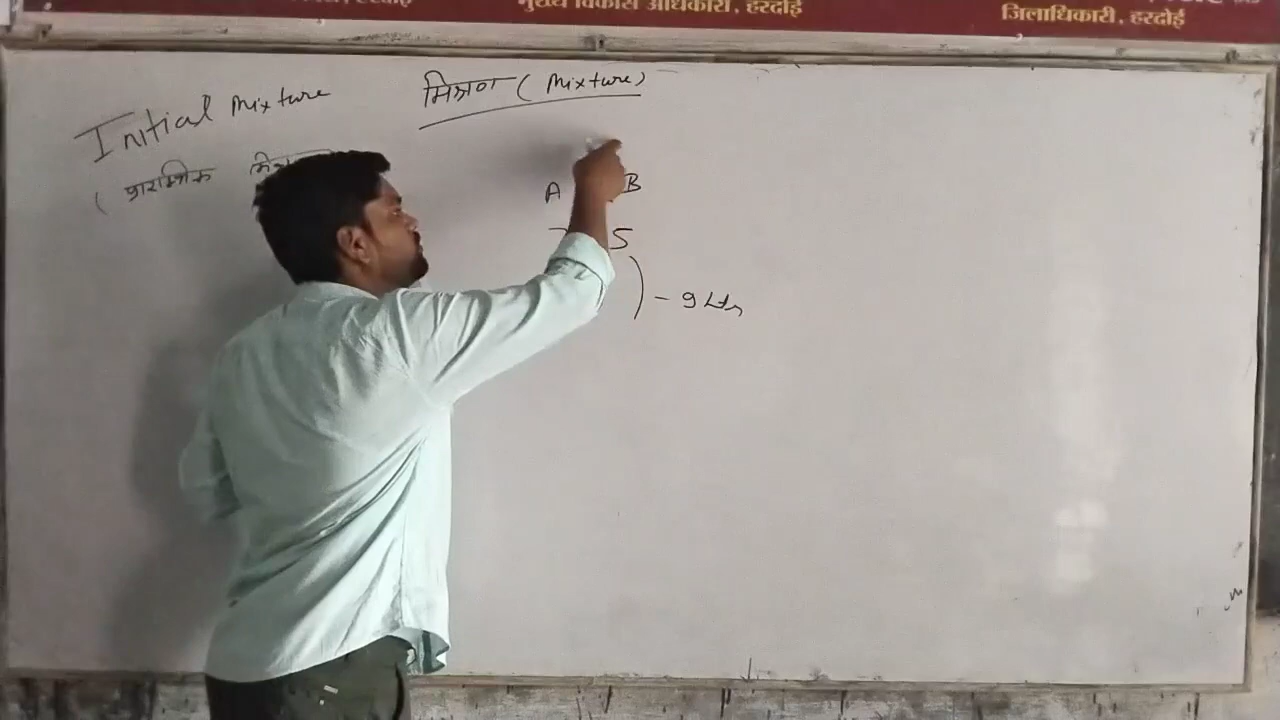 मुख्य विकास अधिकारी, हरदोई
जिलाधिकारी, हरदोई
मिश्रण (Mixture)
Initial Mixture
( प्रारम्भिक
A B
5
) - 9 Ltr